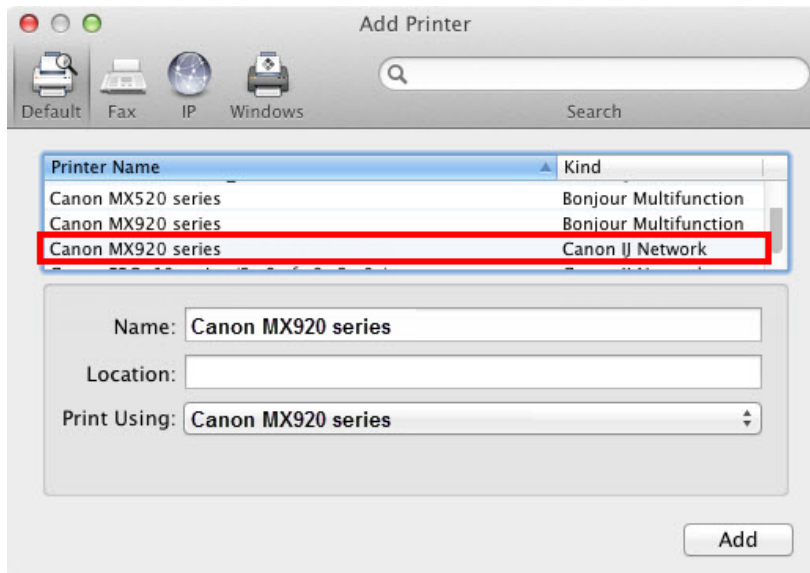 Add Printer
Default Fax IP Windows Search
Printer Name Kind
Canon MX520 series Bonjour Multifunction
Canon MX920 series Bonjour Multifunction
Canon MX920 series Canon IJ Network
Name: Canon MX920 series
Location:
Print Using: Canon MX920 series
Add